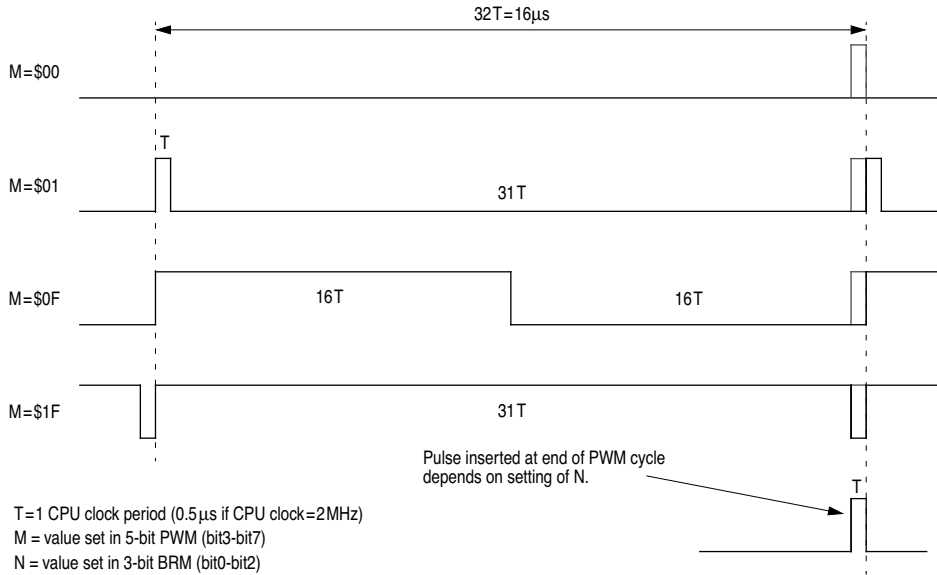 32T=16µs
M=$00
T
M=$01
31T
M=$0F
16T
16T
M=$1F
31T
Pulse inserted at end of PWM cycle
depends on setting of N.
T
T=1 CPU clock period (0.5µs if CPU clock=2MHz)
M = value set in 5-bit PWM (bit3-bit7)
N = value set in 3-bit BRM (bit0-bit2)